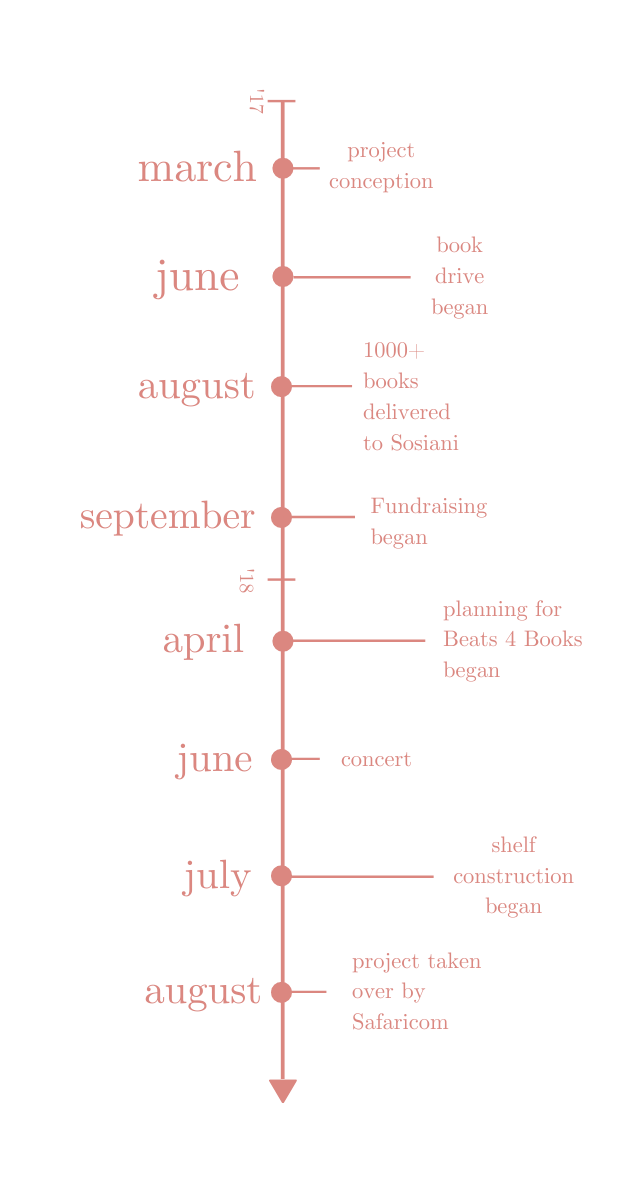 '17
march
project
conception
june
book
drive
began
august
1000+
books
delivered
to Sosiani
september
Fundraising
began
'18
april
planning for
Beats 4 Books
began
june
concert
july
shelf
construction
began
august
project taken
over by
Safaricom